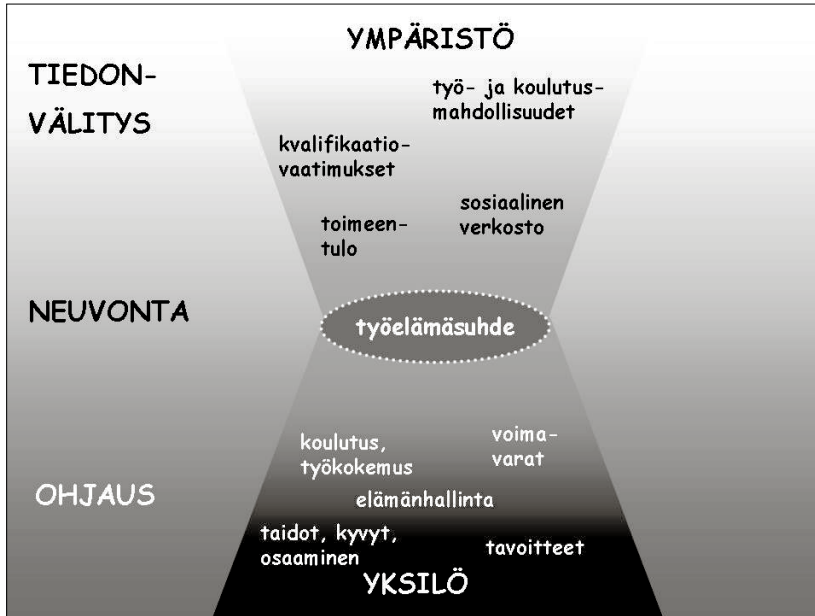 YMPÄRISTÖ
TIEDON-
VÄLITYS
työ- ja koulutus-
mahdollisuudet
kvalifikaatio-
vaatimukset
sosiaalinen
verkosto
toimeen-
tulo
NEUVONTA
työelämäsuhde
koulutus,
työkokemus
voima-
varat
OHJAUS
elämänhallinta
taidot, kyvyt,
osaaminen
tavoitteet
YKSILÖ